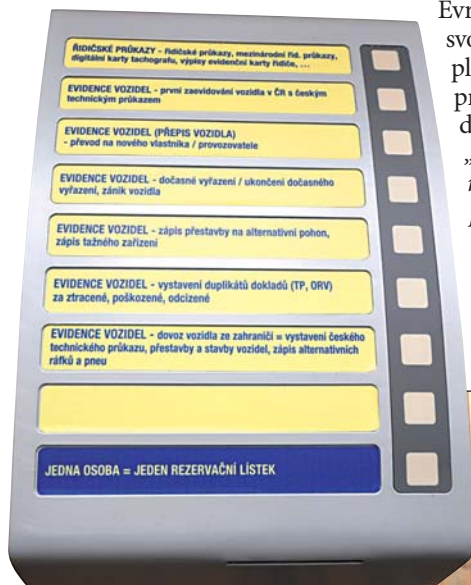 ŘIDIČSKÉ PRŮKAZY - řidičské průkazy, mezinárodní řid. průkazy,
digitální karty tachografu, výpisy evidenční karty řidiče, ...
EVIDENCE VOZIDEL - první zaevidování vozidla v ČR s českým
technickým průkazem
EVIDENCE VOZIDEL (PŘEPIS VOZIDLA)
- převod na nového vlastníka / provozovatele
EVIDENCE VOZIDEL - dočasné vyřazení / ukončení dočasného
vyřazení, zánik vozidla
EVIDENCE VOZIDEL - zápis přestavby na alternativní pohon,
zápis tažného zařízení
EVIDENCE VOZIDEL - vystavení duplikátů dokladů (TP, ORV)
za ztracené, poškozené, odcizené
EVIDENCE VOZIDEL - dovoz vozidla ze zahraničí = vystavení českého
technického průkazu, přestavby a stavby vozidel, zápis alternativních
ráfků a pneu
JEDNA OSOBA = JEDEN REZERVAČNÍ LÍSTEK
Evr
svo
pl
pr
d